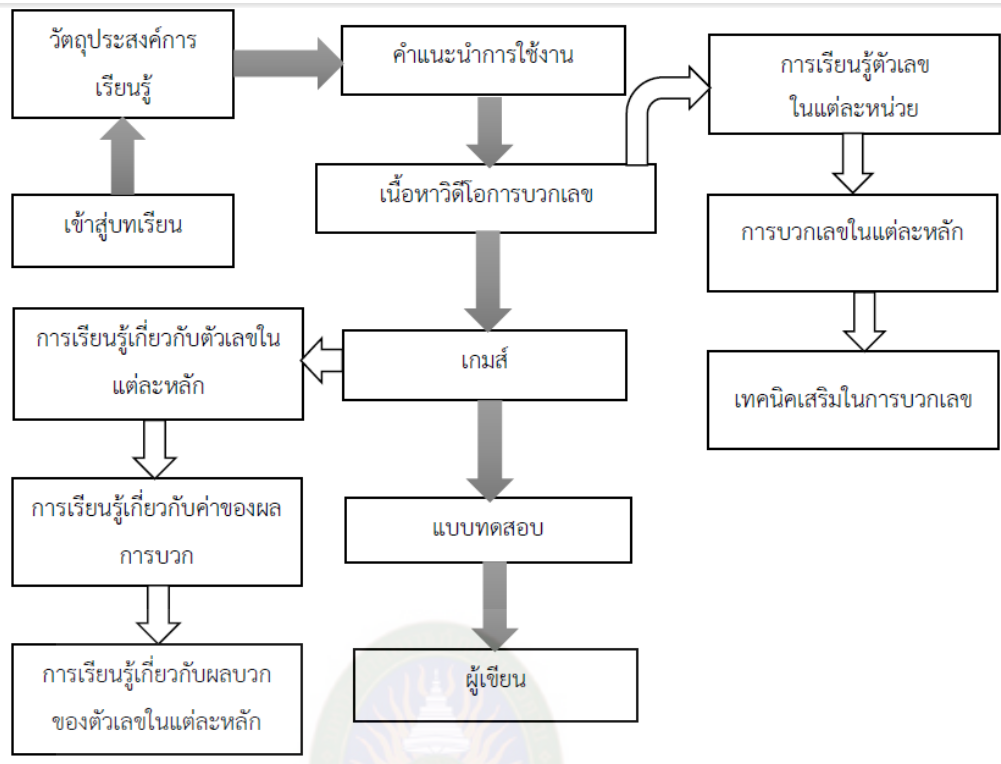 วัตถุประสงค์การ
เรียนรู้
คำแนะนำการใช้งาน
การเรียนรู้ตัวเลข
ในแต่ละหน่วย
เข้าสู่บทเรียน
เนื้อหาวิดีโอการบวกเลข
การบวกเลขในแต่ละหลัก
การเรียนรู้เกี่ยวกับตัวเลขใน
แต่ละหลัก
เกมส์
เทคนิคเสริมในการบวกเลข
การเรียนรู้เกี่ยวกับค่าของผล
การบวก
แบบทดสอบ
การเรียนรู้เกี่ยวกับผลบวก
ของตัวเลขในแต่ละหลัก
ผู้เขียน